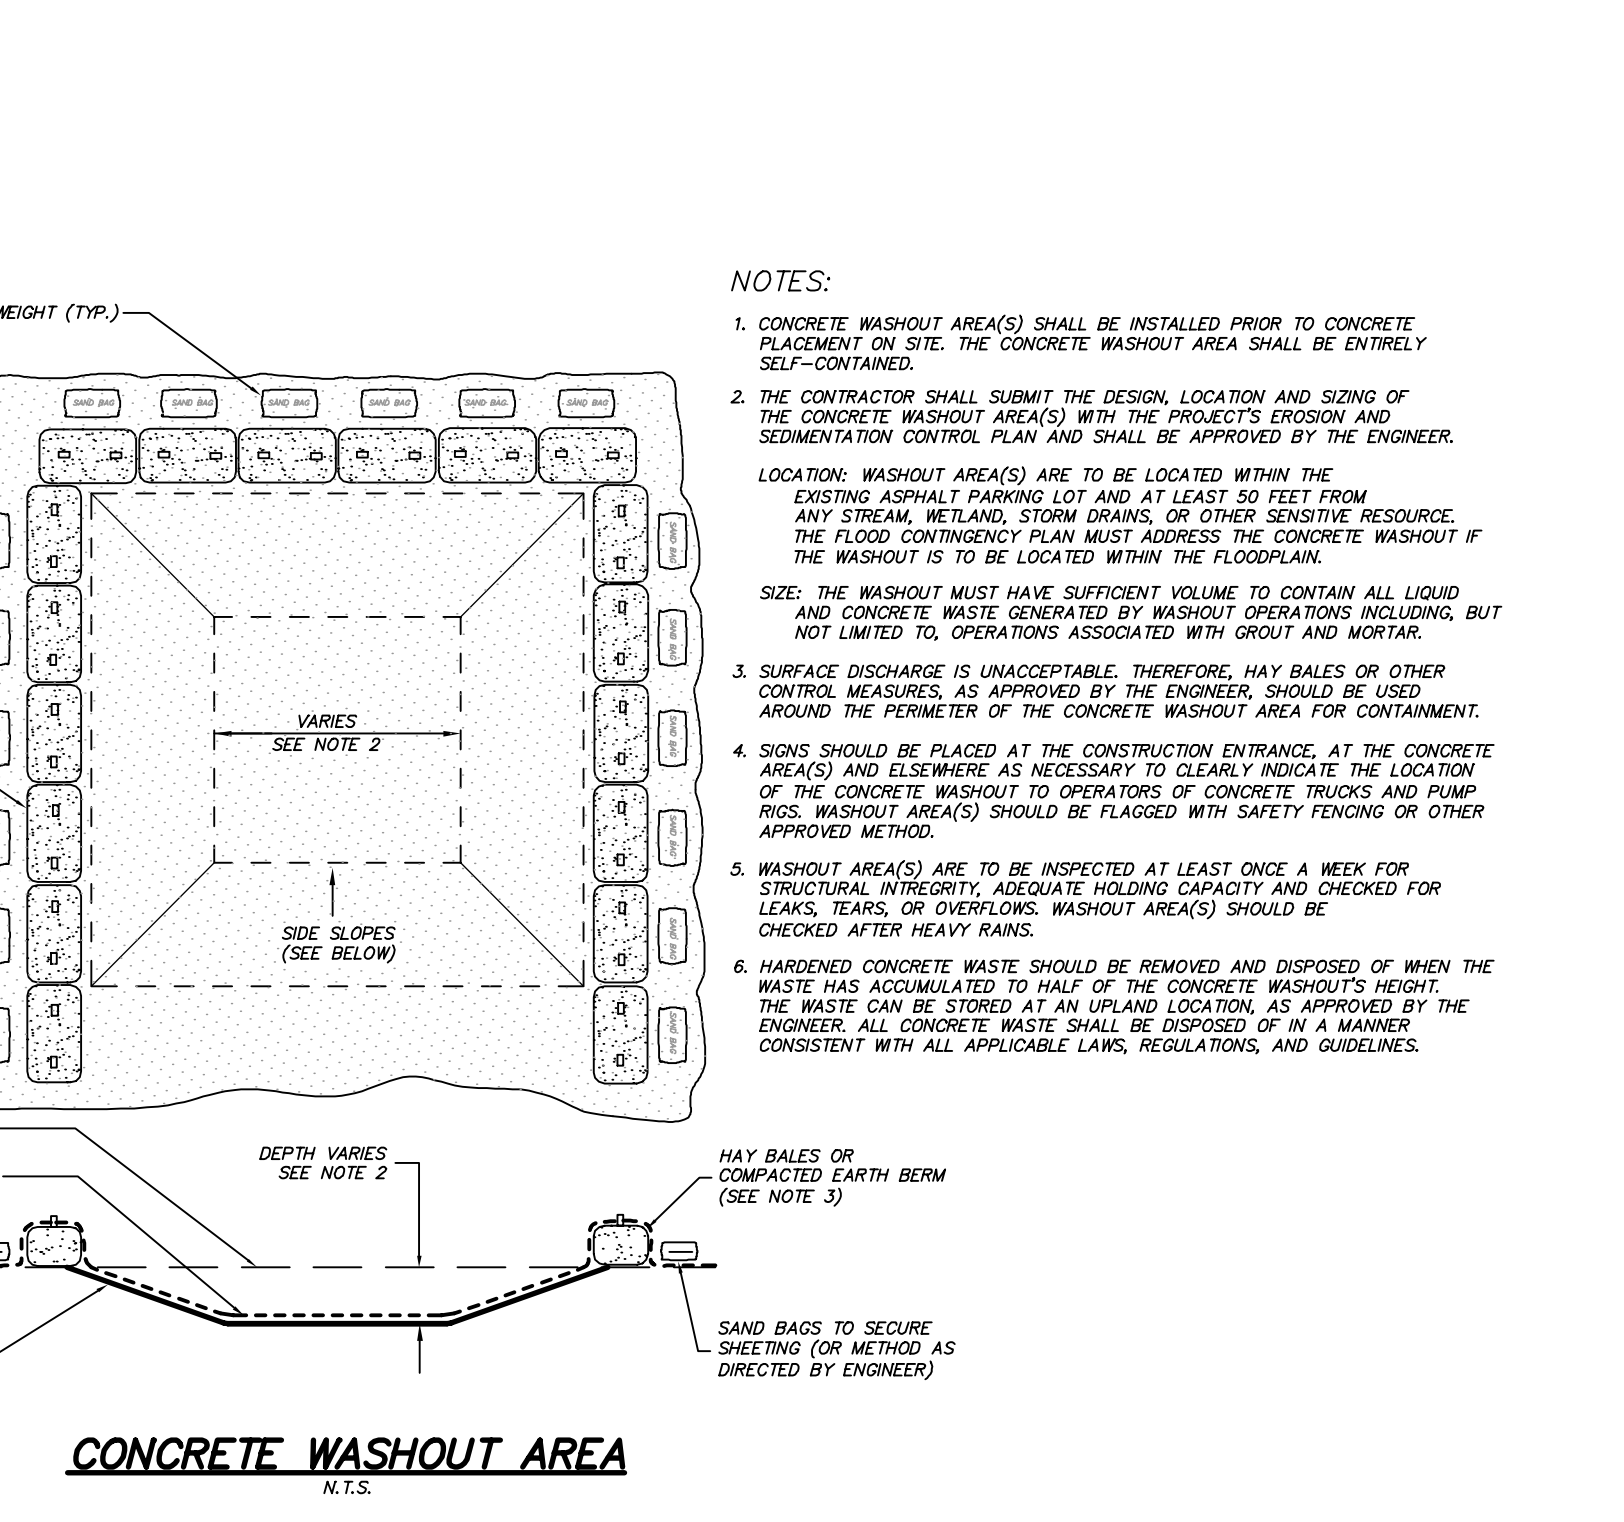 NOTES:
1. CONCRETE WASHOUT AREA(S) SHALL BE INSTALLED PRIOR TO CONCRETE
PLACEMENT ON SITE. THE CONCRETE WASHOUT AREA SHALL BE ENTIRELY
SELF-CONTAINED.
2. THE CONTRACTOR SHALL SUBMIT THE DESIGN, LOCATION AND SIZING OF
THE CONCRETE WASHOUT AREA(S) WITH THE PROJECT'S EROSION AND
SEDIMENTATION CONTROL PLAN AND SHALL BE APPROVED BY THE ENGINEER.
LOCATION: WASHOUT AREA(S) ARE TO BE LOCATED WITHIN THE
EXISTING ASPHALT PARKING LOT AND AT LEAST 50 FEET FROM
ANY STREAM, WETLAND, STORM DRAINS, OR OTHER SENSITIVE RESOURCE.
THE FLOOD CONTINGENCY PLAN MUST ADDRESS THE CONCRETE WASHOUT IF
THE WASHOUT IS TO BE LOCATED WITHIN THE FLOODPLAIN.
SIZE: THE WASHOUT MUST HAVE SUFFICIENT VOLUME TO CONTAIN ALL LIQUID
AND CONCRETE WASTE GENERATED BY WASHOUT OPERATIONS INCLUDING, BUT
NOT LIMITED TO, OPERATIONS ASSOCIATED WITH GROUT AND MORTAR.
3. SURFACE DISCHARGE IS UNACCEPTABLE. THEREFORE, HAY BALES OR OTHER
CONTROL MEASURES, AS APPROVED BY THE ENGINEER, SHOULD BE USED
AROUND THE PERIMETER OF THE CONCRETE WASHOUT AREA FOR CONTAINMENT.
4. SIGNS SHOULD BE PLACED AT THE CONSTRUCTION ENTRANCE, AT THE CONCRETE
AREA(S) AND ELSEWHERE AS NECESSARY TO CLEARLY INDICATE THE LOCATION
OF THE CONCRETE WASHOUT TO OPERATORS OF CONCRETE TRUCKS AND PUMP
RIGS. WASHOUT AREA(S) SHOULD BE FLAGGED WITH SAFETY FENCING OR OTHER
APPROVED METHOD.
5. WASHOUT AREA(S) ARE TO BE INSPECTED AT LEAST ONCE A WEEK FOR
STRUCTURAL INTREGRITY, ADEQUATE HOLDING CAPACITY AND CHECKED FOR
LEAKS, TEARS, OR OVERFLOWS. WASHOUT AREA(S) SHOULD BE
CHECKED AFTER HEAVY RAINS.
6. HARDENED CONCRETE WASTE SHOULD BE REMOVED AND DISPOSED OF WHEN THE
WASTE HAS ACCUMULATED TO HALF OF THE CONCRETE WASHOUT'S HEIGHT.
THE WASTE CAN BE STORED AT AN UPLAND LOCATION, AS APPROVED BY THE
ENGINEER. ALL CONCRETE WASTE SHALL BE DISPOSED OF IN A MANNER
CONSISTENT WITH ALL APPLICABLE LAWS, REGULATIONS, AND GUIDELINES.
WEIGHT (TYP.)
SAND BAG
SAND BAG
SAND BAG
SAND BAG
SAND BAG
SAND BAG
SAND BAG
SAND BAG
SAND BAG
SAND BAG
SAND BAG
SAND BAG
VARIES
SEE NOTE 2
SIDE SLOPES
(SEE BELOW)
DEPTH VARIES
SEE NOTE 2
HAY BALES OR
COMPACTED EARTH BERM
(SEE NOTE 3)
SAND BAGS TO SECURE
SHEETING (OR METHOD AS
DIRECTED BY ENGINEER)
CONCRETE WASHOUT AREA
N.T.S.